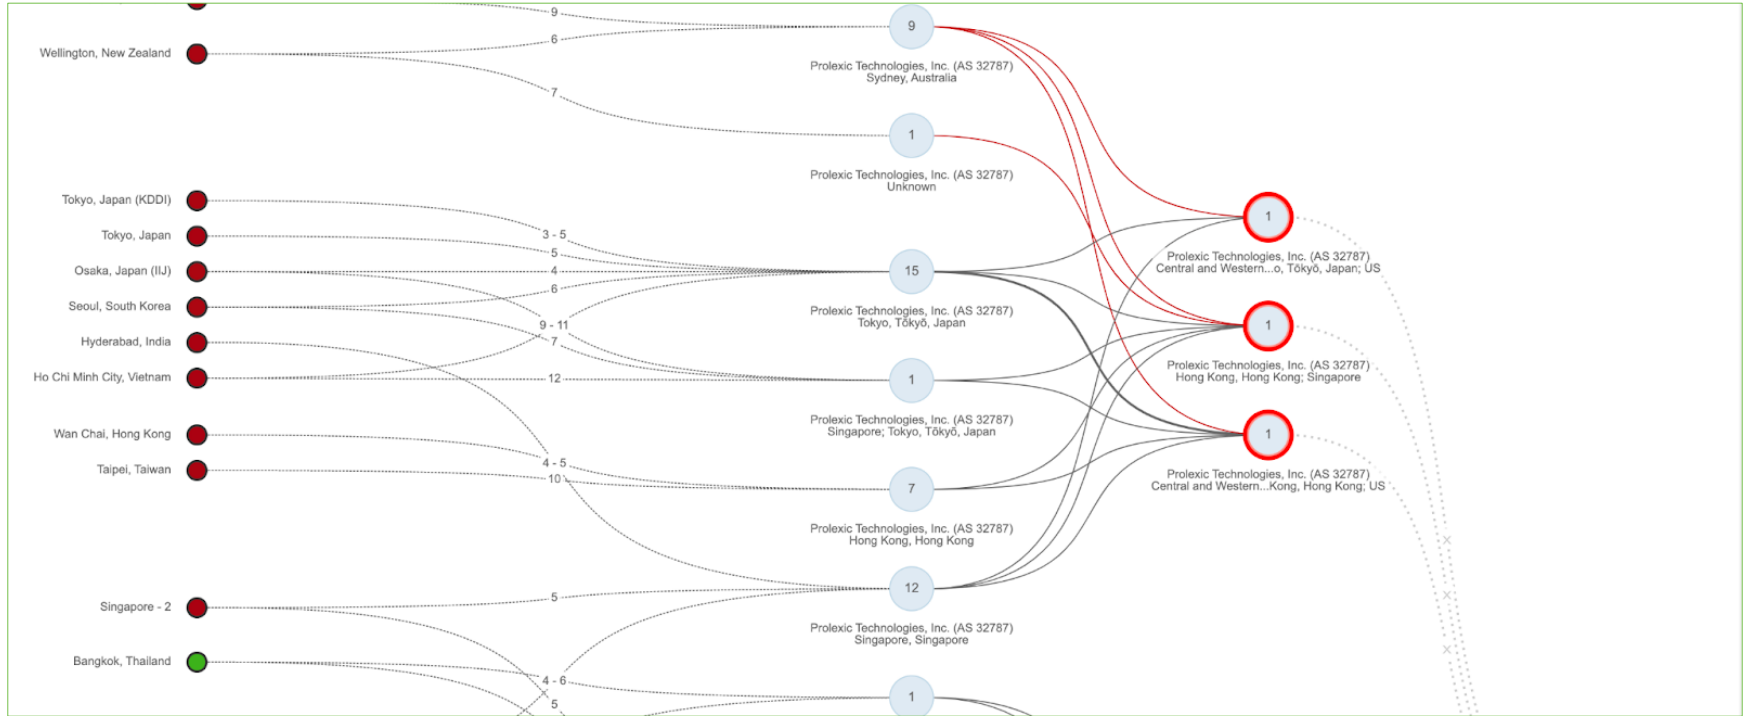 9
9
Wellington, New Zealand
6
Prolexic Technologies, Inc. (AS 32787)
Sydney, Australia
7
1
Prolexic Technologies, Inc. (AS 32787)
Unknown
Tokyo, Japan (KDDI)
1
3 - 5
Tokyo, Japan
5
Prolexic Technologies, Inc. (AS 32787)
Central and Western...o, Tōkyō, Japan; US
Osaka, Japan (IIJ)
4
15
6
Seoul, South Korea
Prolexic Technologies, Inc. (AS 32787)
Tokyo, Tōkyō, Japan
9 - 11
1
Hyderabad, India
7
Prolexic Technologies, Inc. (AS 32787)
Hong Kong, Hong Kong; Singapore
Ho Chi Minh City, Vietnam
12
1
Prolexic Technologies, Inc. (AS 32787)
Singapore; Tokyo, Tōkyō, Japan
Wan Chai, Hong Kong
1
4 - 5
Taipei, Taiwan
10
Prolexic Technologies, Inc. (AS 32787)
Central and Western...Kong, Hong Kong; US
7
Prolexic Technologies, Inc. (AS 32787)
Hong Kong, Hong Kong
12
Singapore - 2
5
Prolexic Technologies, Inc. (AS 32787)
Singapore, Singapore
Bangkok, Thailand
4 - 6
1
5